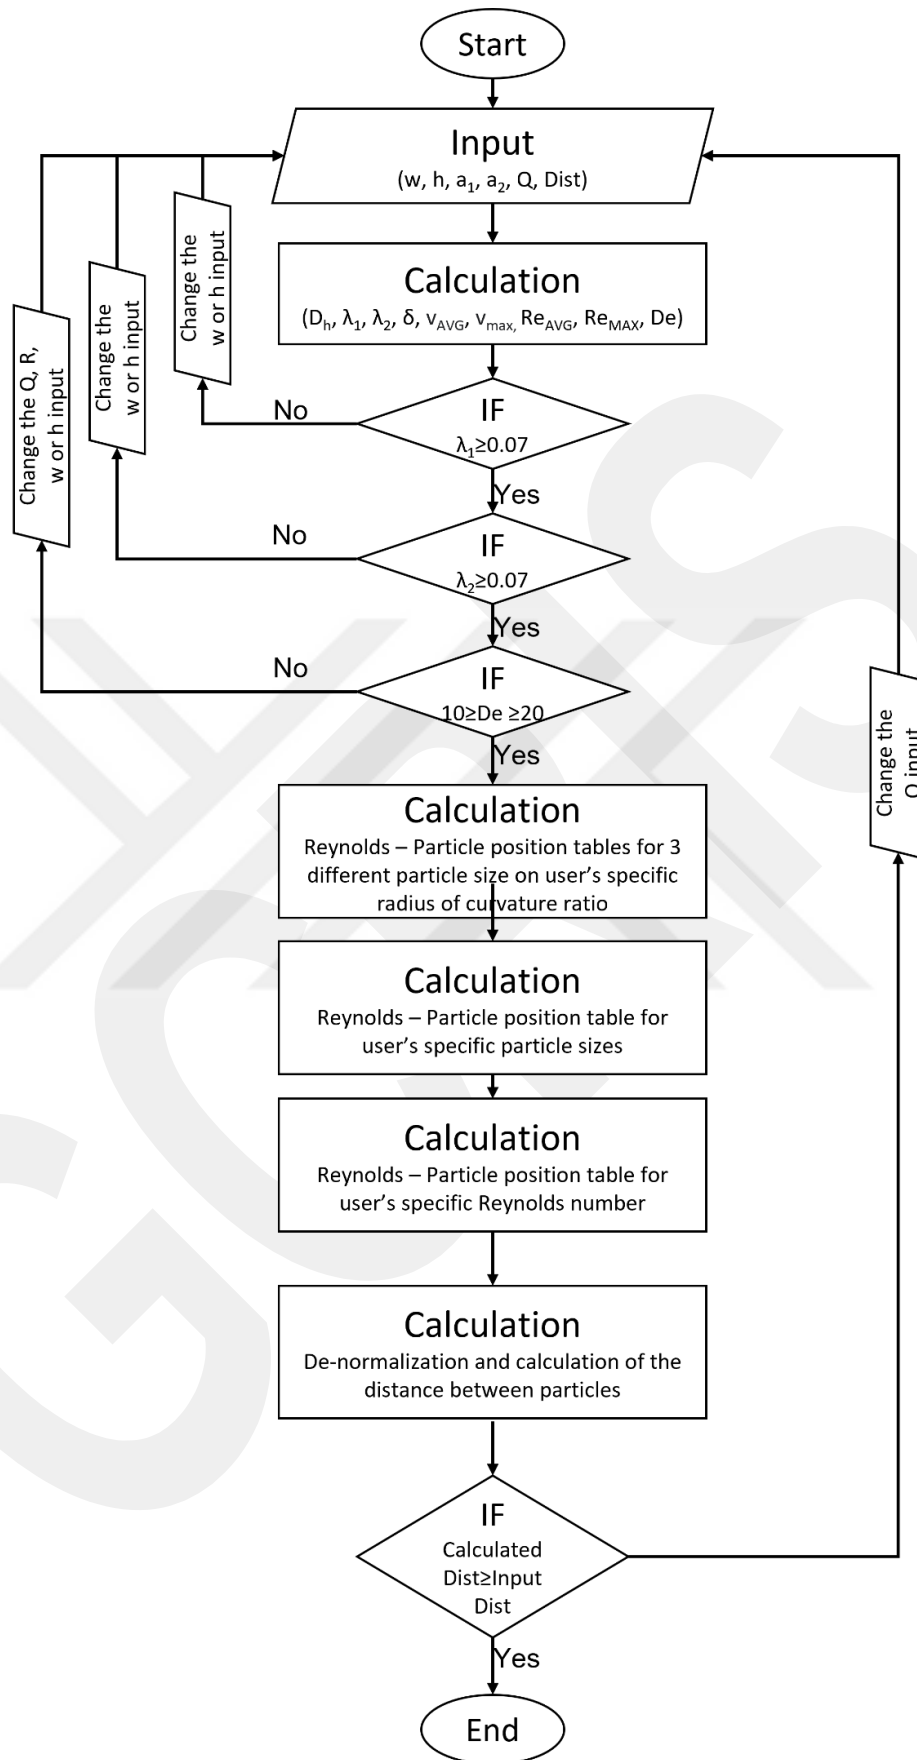 Start
Input
(w, h, a₁, a₂, Q, Dist)
Calculation
(Dₕ, λ₁, λ₂, δ, v_AVG, v_max, Re_AVG, Re_MAX, De)
IF
λ₁≥0.07
No
Change the
w or h input
Yes
IF
λ₂≥0.07
No
Change the
w or h input
Yes
IF
10≥De ≥20
No
Change the Q, R,
w or h input
Yes
Calculation
Reynolds – Particle position tables for 3
different particle size on user's specific
radius of curvature ratio
Calculation
Reynolds – Particle position table for
user's specific particle sizes
Calculation
Reynolds – Particle position table for
user's specific Reynolds number
Calculation
De-normalization and calculation of the
distance between particles
IF
Calculated
Dist≥Input
Dist
Change the
Q input
Yes
End